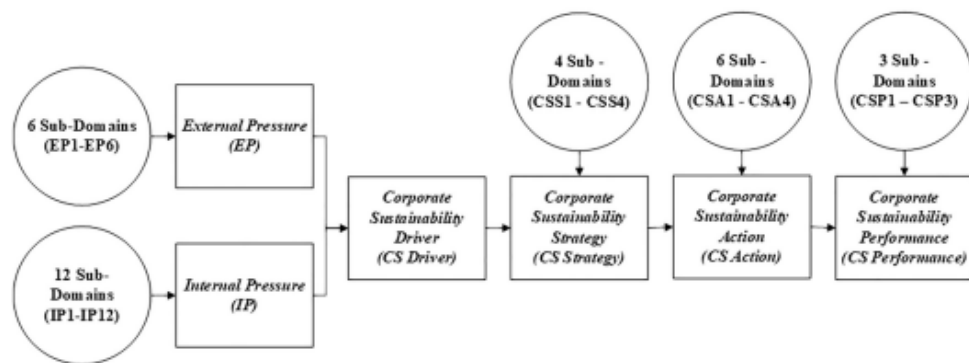 4 Sub -
Domains
(CSS1 - CSS4)
6 Sub -
Domains
(CSA1 - CSA4)
3 Sub -
Domains
(CSP1 – CSP3)
6 Sub-Domains
(EP1-EP6)
External Pressure
(EP)
Corporate
Sustainability
Driver
(CS Driver)
Corporate
Sustainability
Strategy
(CS Strategy)
Corporate
Sustainability
Action
(CS Action)
Corporate
Sustainability
Performance
(CS Performance)
12 Sub-
Domains
(IP1-IP12)
Internal Pressure
(IP)